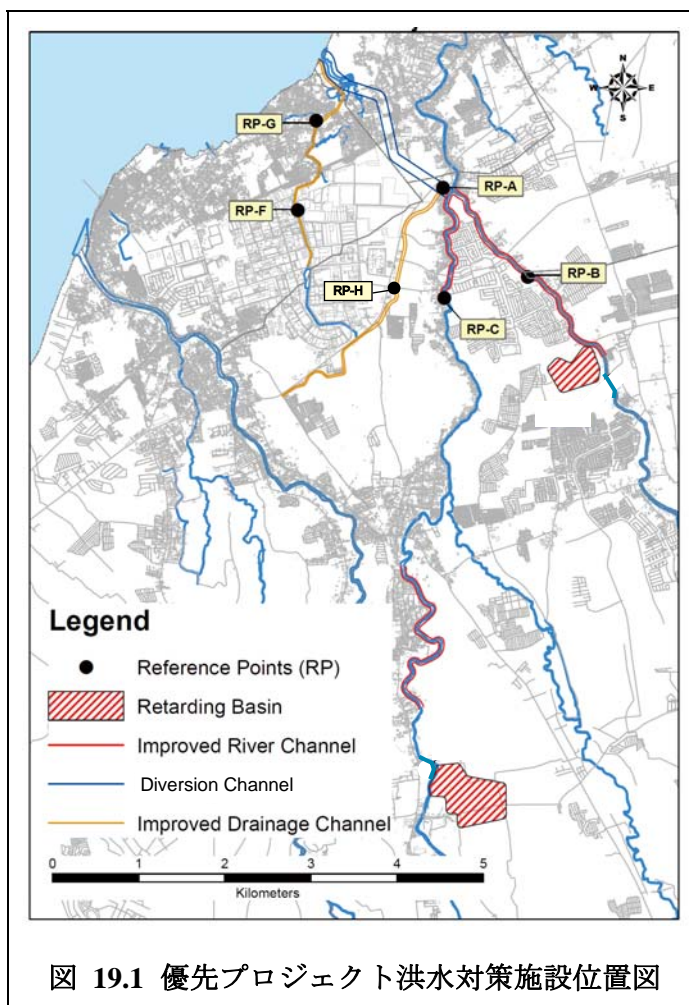 N
W E
S
RP-G
RP-A
RP-F
RP-B
RP-H
RP-C
Legend
Reference Points (RP)
Retarding Basin
Improved River Channel
Diversion Channel
Improved Drainage Channel
0 1 2 3 4 5
Kilometers
図 19.1 優先プロジェクト洪水対策施設位置図